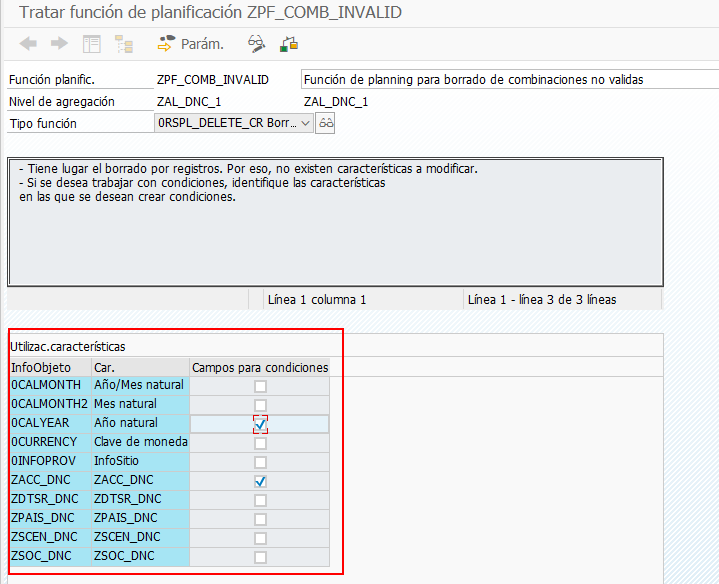 Tratar función de planificación ZPF_COMB_INVALID
Parám.
Función planific. ZPF_COMB_INVALID Función de planning para borrado de combinaciones no validas
Nivel de agregación ZAL_DNC_1 ZAL_DNC_1
Tipo función 0RSPL_DELETE_CR Borr...
- Tiene lugar el borrado por registros. Por eso, no existen características a modificar.
- Si se desea trabajar con condiciones, identifique las características
en las que se desean crear condiciones.
Línea 1 columna 1 Línea 1 - línea 3 de 3 líneas
Utilizac.características
InfoObjeto Car. Campos para condiciones
0CALMONTH Año/Mes natural
0CALMONTH2 Mes natural
0CALYEAR Año natural
0CURRENCY Clave de moneda
0INFOPROV InfoSitio
ZACC_DNC ZACC_DNC
ZDTSR_DNC ZDTSR_DNC
ZPAIS_DNC ZPAIS_DNC
ZSCEN_DNC ZSCEN_DNC
ZSOC_DNC ZSOC_DNC